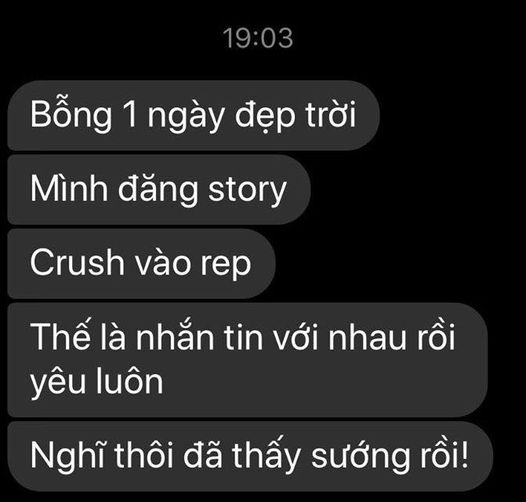 19:03
Bỗng 1 ngày đẹp trời
Mình đăng story
Crush vào rep
Thế là nhắn tin với nhau rồi
yêu luôn
Nghĩ thôi đã thấy sướng rồi!